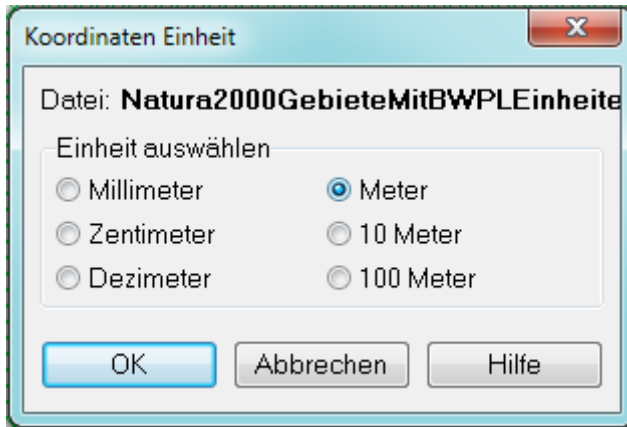 Koordinaten Einheit
Datei: Natura2000GebieteMitBWPLEinheite
Einheit auswählen
Millimeter
Meter
Zentimeter
10 Meter
Dezimeter
100 Meter
OK
Abbrechen
Hilfe